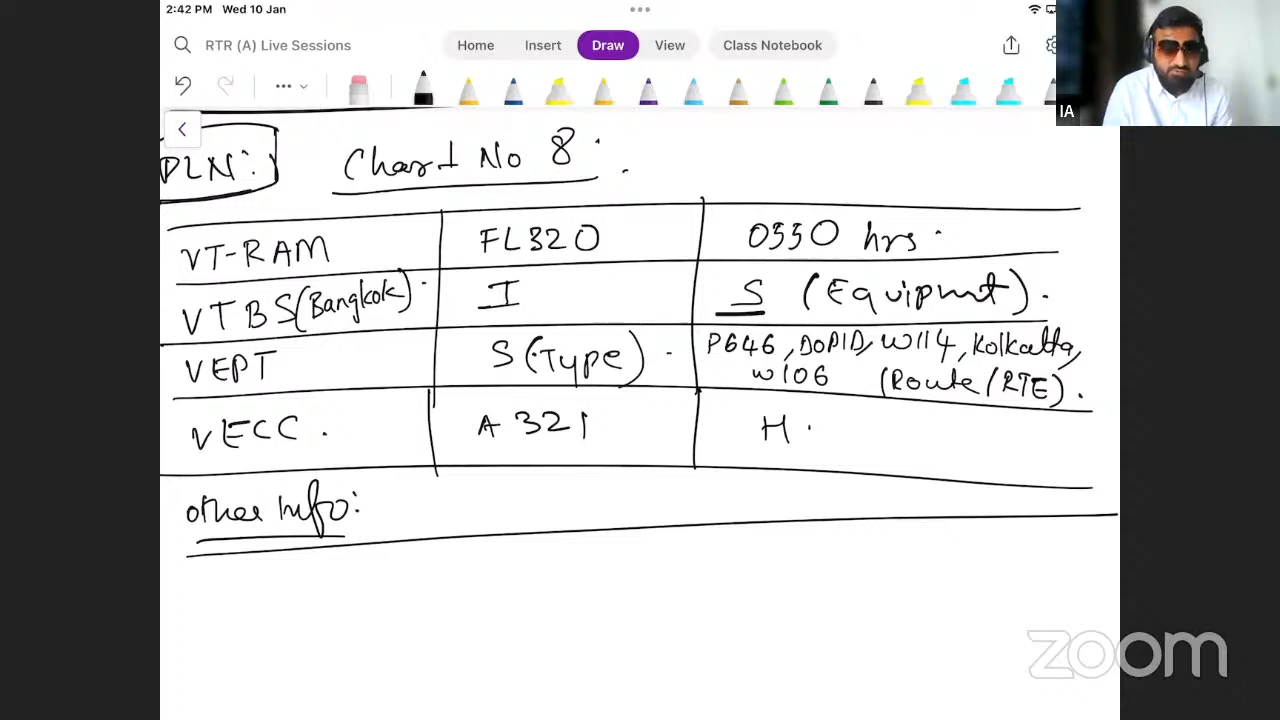 2:42 PM Wed 10 Jan
RTR (A) Live Sessions
Home Insert Draw View Class Notebook
IA
PLN: Chart No 8
VT-RAM FL320 0330 hrs.
VTBS (Bangkok). I S (Equipmt).
VEPT S (Type). P646, DOPID, W114, Kolkatta,
W106 (Route/RTE).
VECC. A321 H.
other info:
zoom